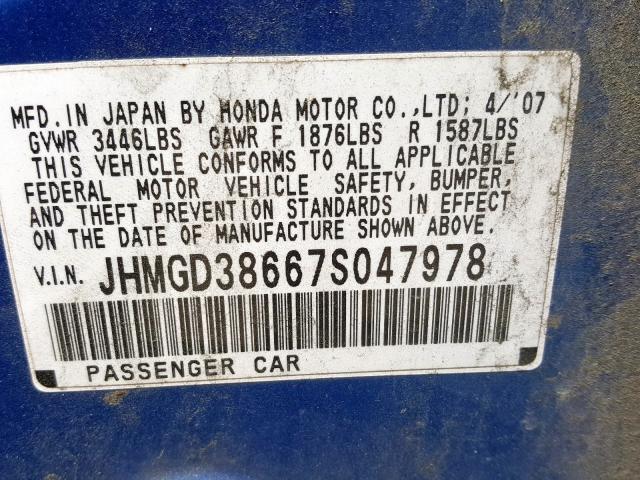 MFD. IN JAPAN BY HONDA MOTOR CO.,LTD; 4/'07
GVWR 3446LBS GAWR F 1876LBS R 1587LBS
THIS VEHICLE CONFORMS TO ALL APPLICABLE
FEDERAL MOTOR VEHICLE SAFETY, BUMPER,
AND THEFT PREVENTION STANDARDS IN EFFECT
ON THE DATE OF MANUFACTURE SHOWN ABOVE.
V.I.N. JHMGD38667S047978
PASSENGER CAR